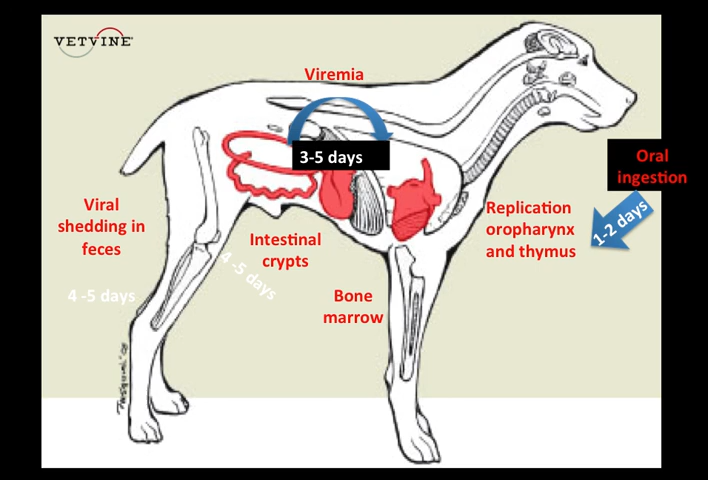 VETVINE
Viremia
3-5 days
Oral
ingestion
1-2 days
Replication
oropharynx
and thymus
Viral
shedding in
feces
4 -5 days
Intestinal
crypts
4 -5 days
Bone
marrow